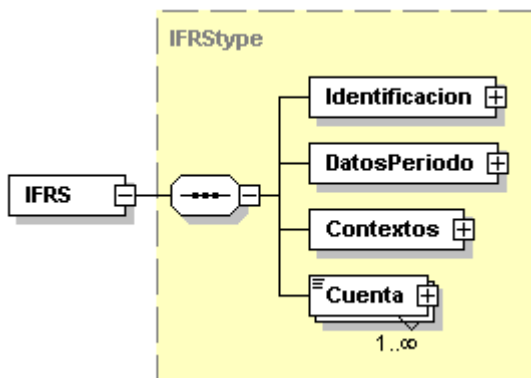 IFRStype
Identificacion
DatosPeriodo
IFRS
Contextos
Cuenta
1..∞